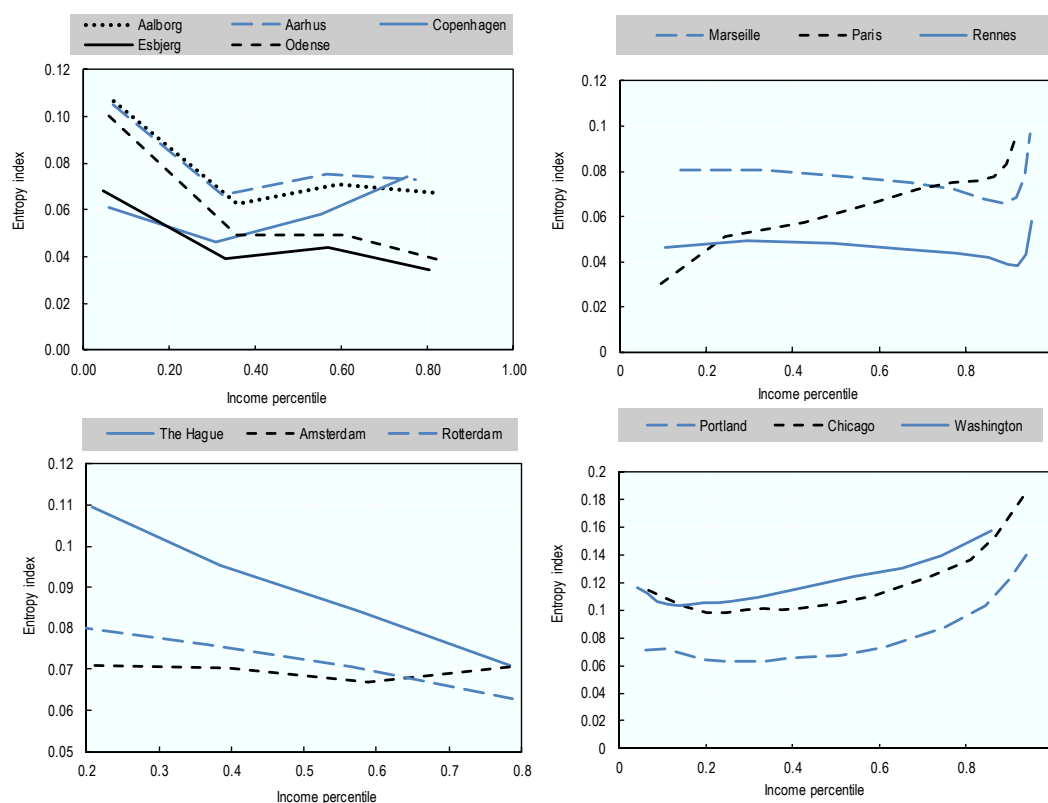 Aalborg Aarhus Copenhagen
Esbjerg Odense
Entropy index
0.12
0.10
0.08
0.06
0.04
0.02
0.00
0.00 0.20 0.40 0.60 0.80 1.00
Income percentile
Marseille Paris Rennes
Entropy index
0.12
0.1
0.08
0.06
0.04
0.02
0
0 0.2 0.4 0.6 0.8
Income percentile
The Hague Amsterdam Rotterdam
Entropy index
0.12
0.11
0.1
0.09
0.08
0.07
0.06
0.05
0.2 0.3 0.4 0.5 0.6 0.7 0.8
Income percentile
Portland Chicago Washington
Entropy index
0.2
0.18
0.16
0.14
0.12
0.1
0.08
0.06
0.04
0.02
0
0 0.2 0.4 0.6 0.8
Income percentile